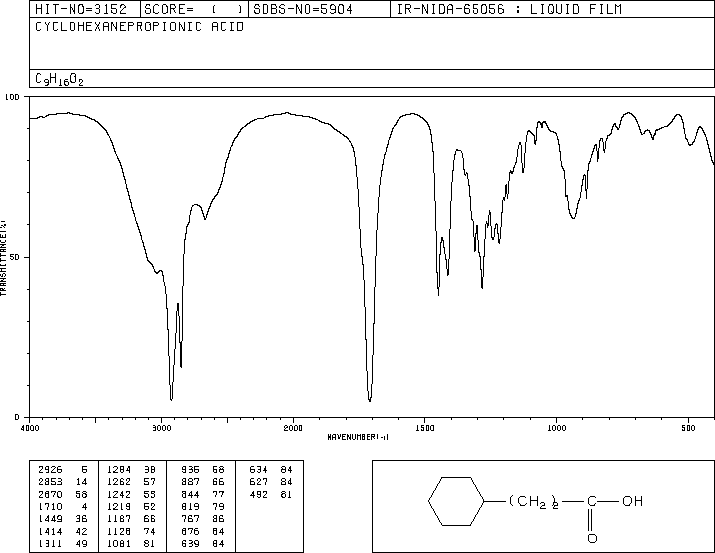 HIT-NO=3152 SCORE= ( ) SDBS-NO=5904 IR-NIDA-65056 : LIQUID FILM
CYCLOHEXANEPROPIONIC ACID
C9H16O2
100
50
0
TRANSMITTANCE(%)
4000 3000 2000 1500 1000 500
WAVENUMBER(-1)
2926 5 1284 38 936 58 634 84
2853 14 1262 57 887 66 627 84
2670 58 1242 55 844 77 492 81
1710 4 1219 52 819 79
1449 36 1187 66 767 86
1414 42 1128 74 676 84
1311 49 1081 81 639 84
(CH2)2 C OH
O